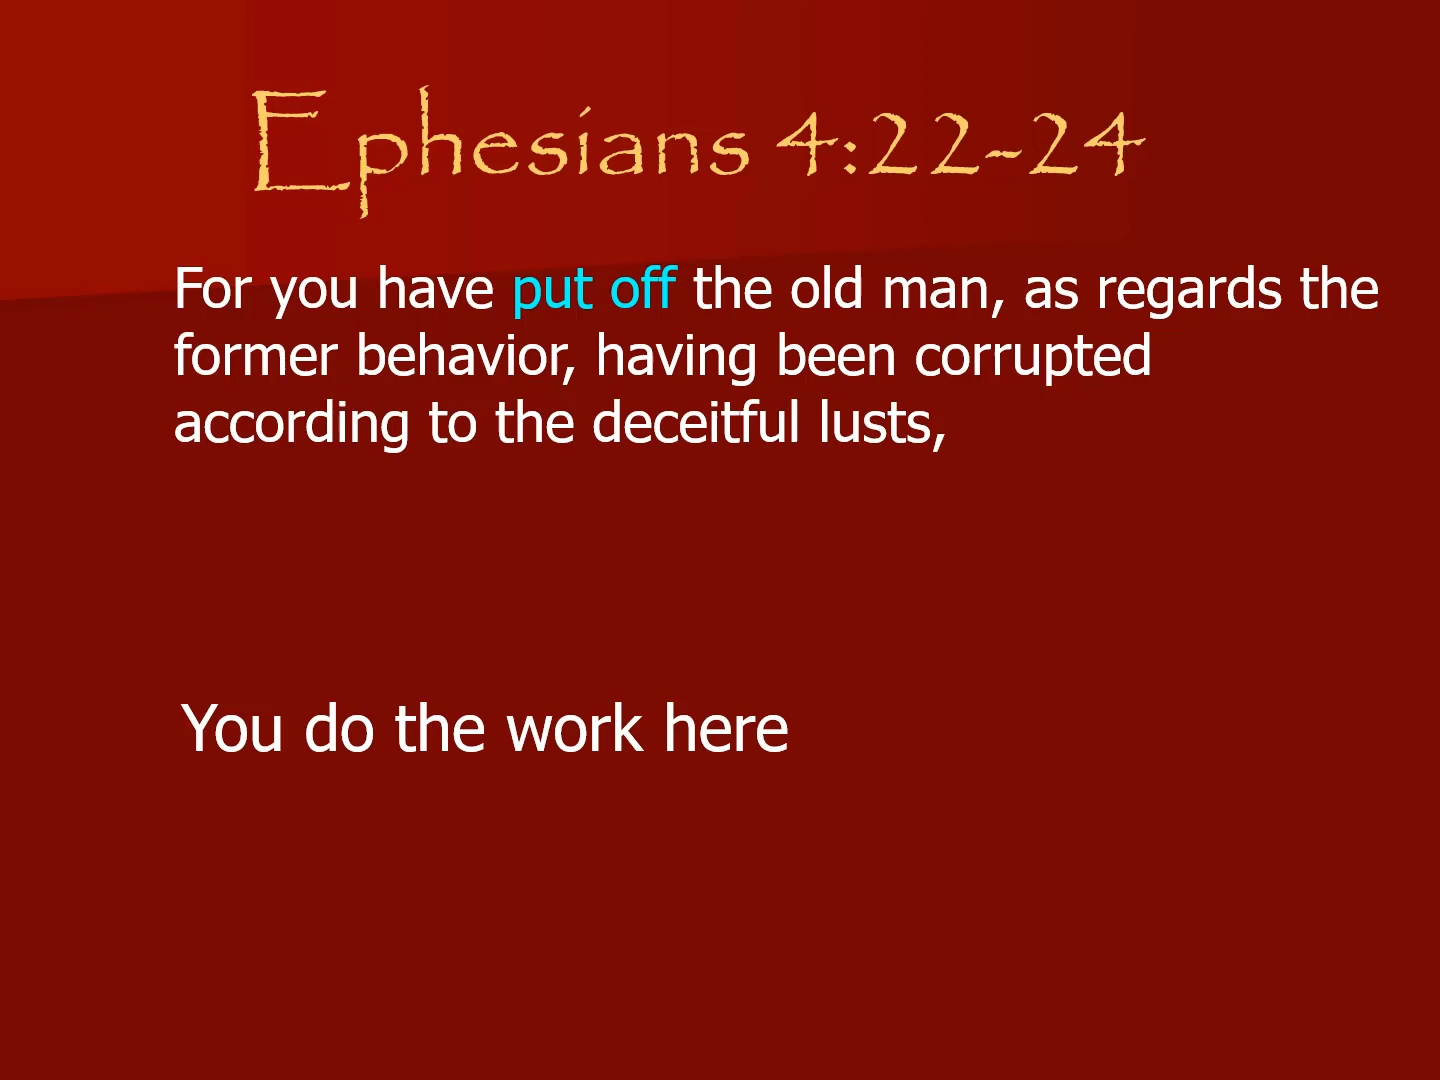 Ephesians 4:22-24
For you have put off the old man, as regards the
former behavior, having been corrupted
according to the deceitful lusts,
You do the work here